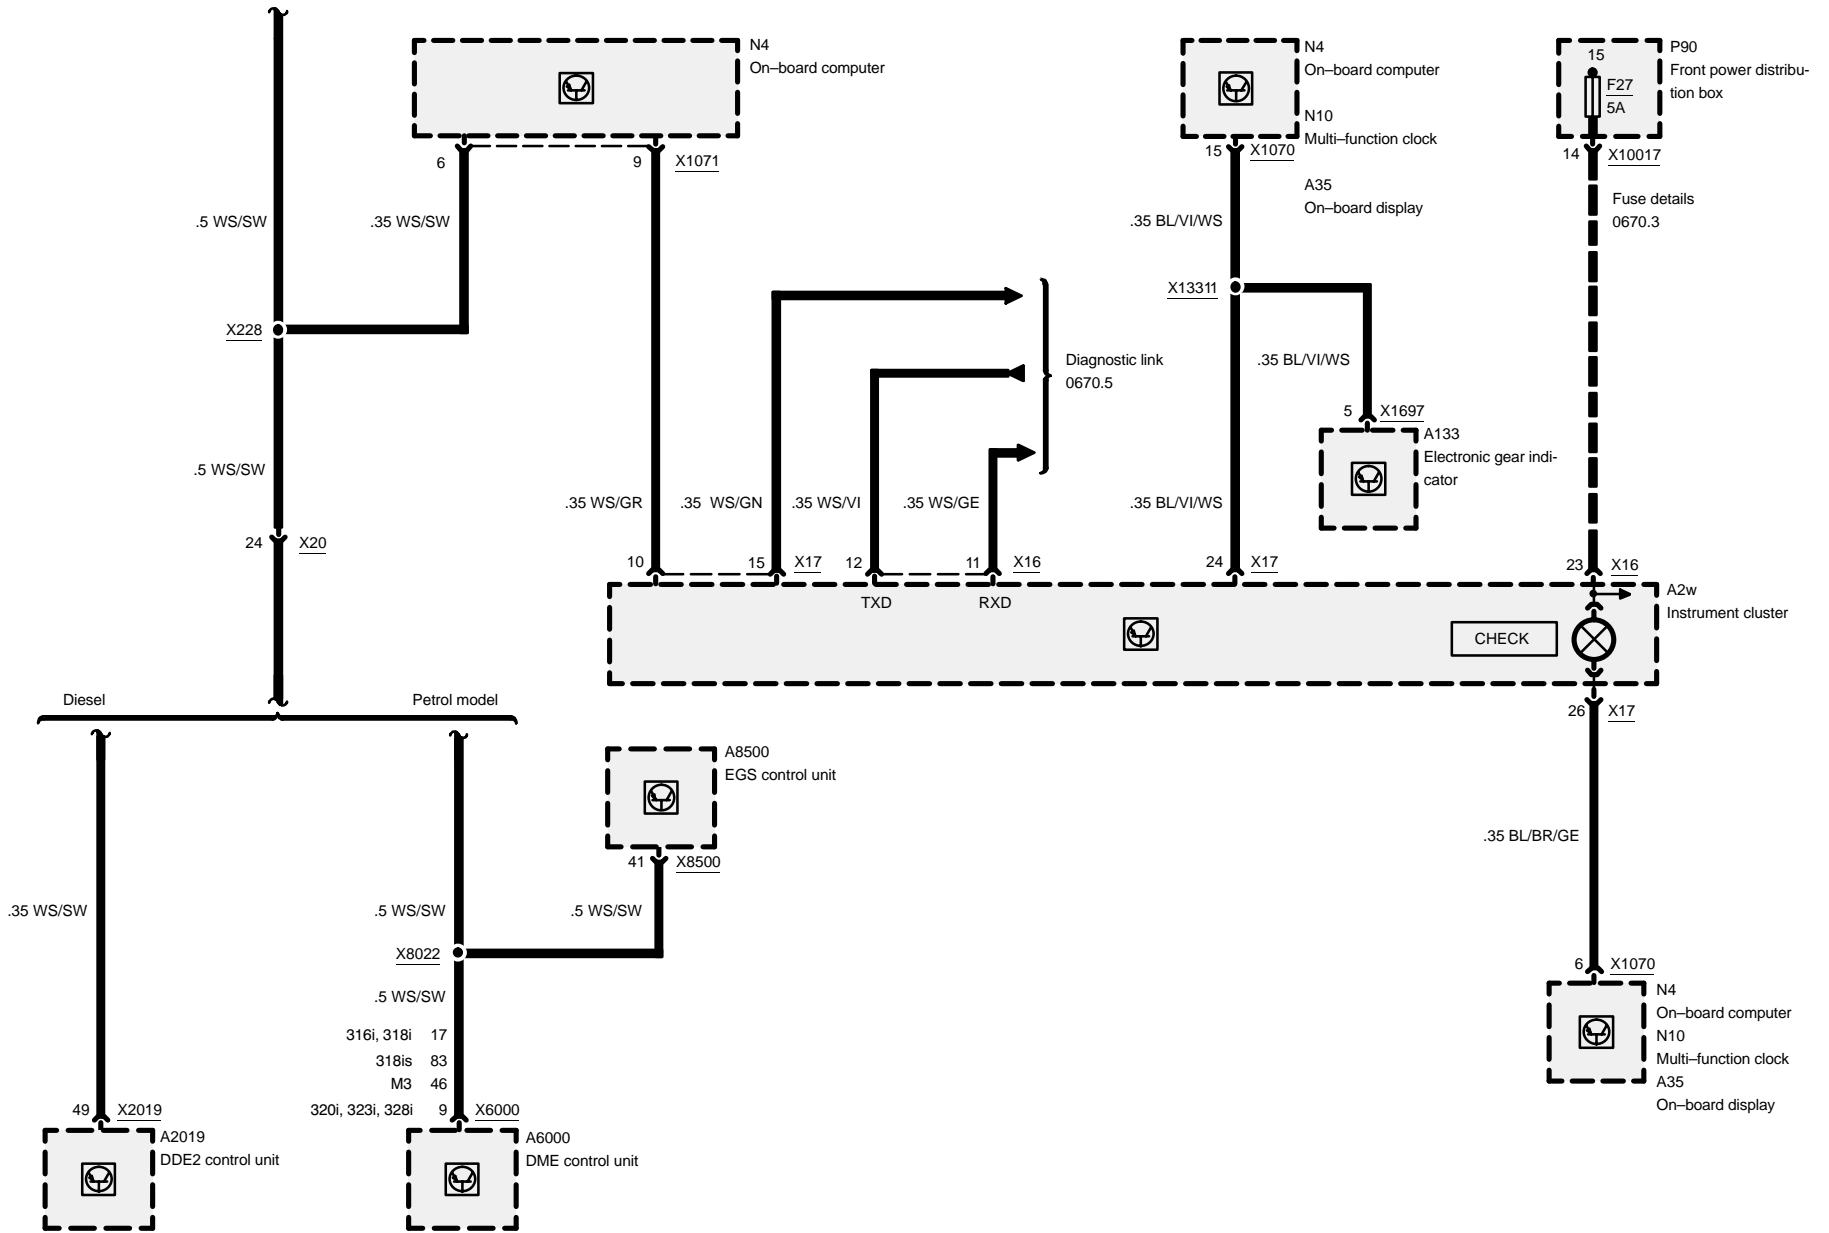 N4
On–board computer
6
9
X1071
N4
On–board computer
N10
Multi–function clock
15
X1070
A35
On–board display
P90
Front power distribu-
tion box
15
F27
5A
14
X10017
Fuse details
0670.3
.5 WS/SW
.35 WS/SW
.35 BL/VI/WS
X228
X13311
Diagnostic link
0670.5
.35 BL/VI/WS
5
X1697
A133
Electronic gear indi-
cator
.5 WS/SW
.35 WS/GR
.35 WS/GN
.35 WS/VI
.35 WS/GE
.35 BL/VI/WS
24
X20
10
15
X17
12
11
X16
24
X17
23
X16
TXD
RXD
CHECK
A2w
Instrument cluster
26
X17
Diesel
Petrol model
A8500
EGS control unit
41
X8500
.35 BL/BR/GE
.35 WS/SW
.5 WS/SW
.5 WS/SW
X8022
.5 WS/SW
316i, 318i 17
318is 83
M3 46
320i, 323i, 328i 9
X6000
49
X2019
A2019
DDE2 control unit
A6000
DME control unit
6
X1070
N4
On–board computer
N10
Multi–function clock
A35
On–board display